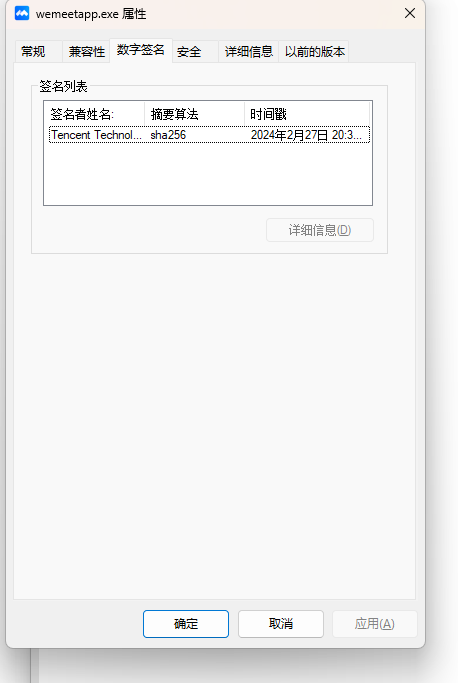 wemeetapp.exe 属性
常规 兼容性 数字签名 安全 详细信息 以前的版本
签名列表
签名者姓名: 摘要算法 时间戳
Tencent Technol... sha256 2024年2月27日 20:3...
详细信息(D)
确定 取消 应用(A)